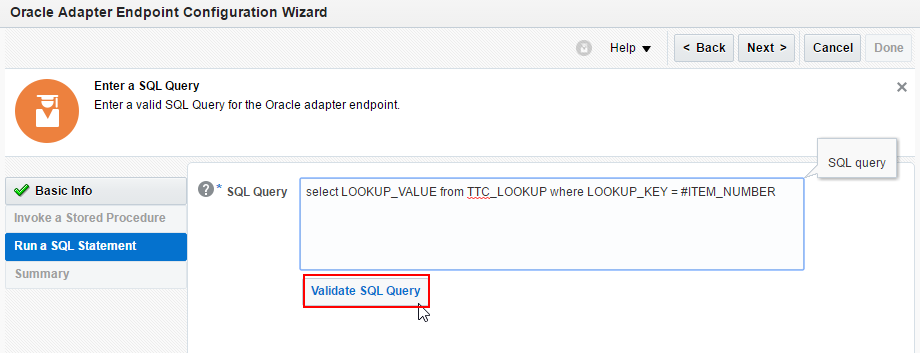 Oracle Adapter Endpoint Configuration Wizard
Help
< Back
Next >
Cancel
Done
Enter a SQL Query
Enter a valid SQL Query for the Oracle adapter endpoint.
SQL query
Basic Info
Invoke a Stored Procedure
Run a SQL Statement
Summary
? * SQL Query
select LOOKUP_VALUE from TTC_LOOKUP where LOOKUP_KEY = #ITEM_NUMBER
Validate SQL Query